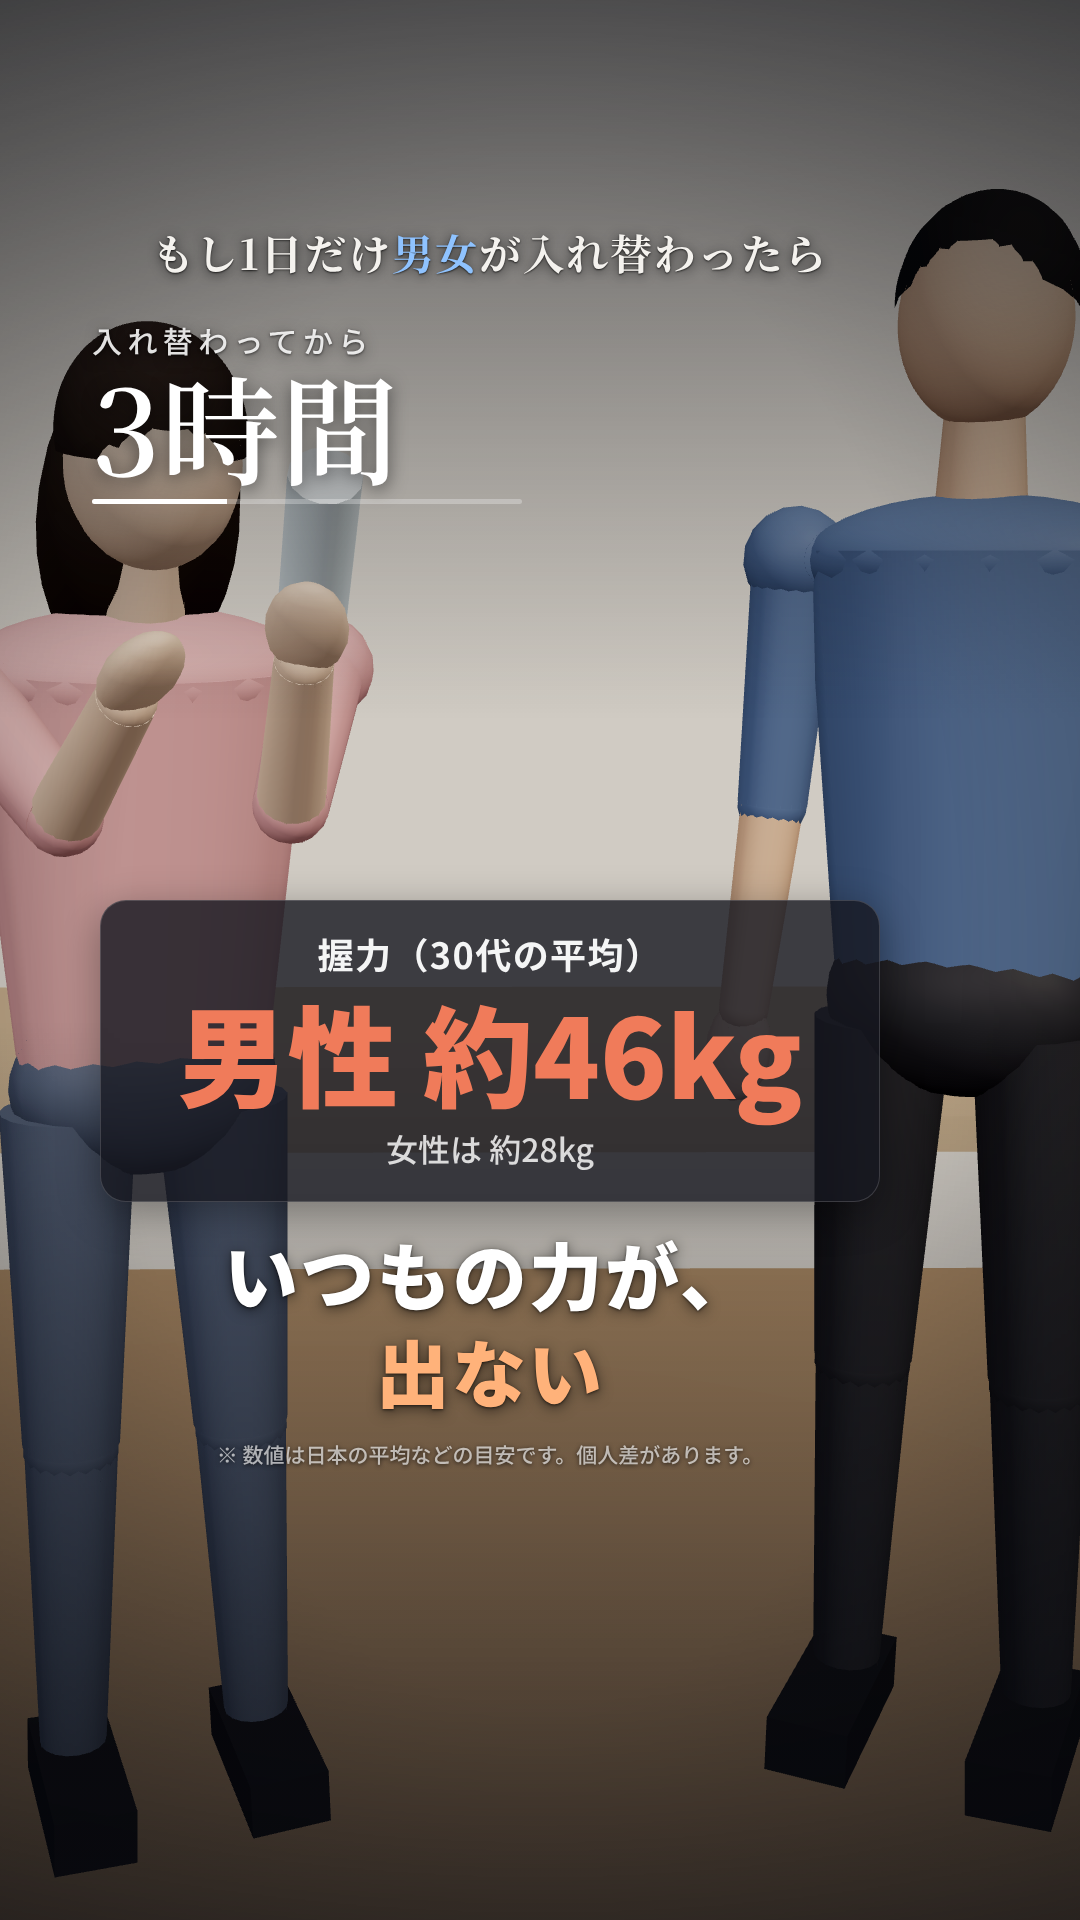 もし1日だけ男女が入れ替わったら
入れ替わってから
3時間
握力（30代の平均）
男性 約46kg
女性は 約28kg
いつもの力が、
出ない
※ 数値は日本の平均などの目安です。個人差があります。